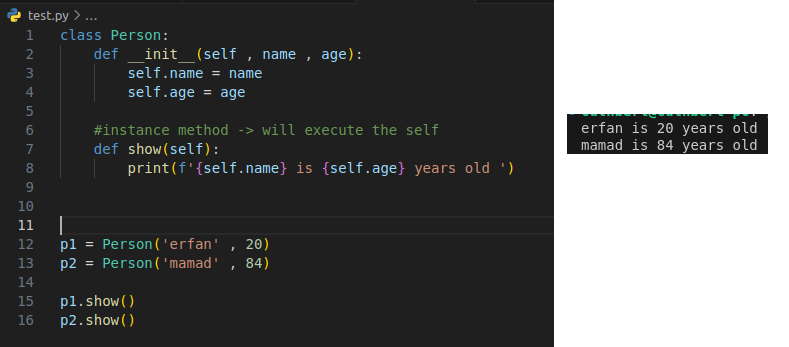 test.py > ...
1 class Person:
2     def __init__(self , name , age):
3         self.name = name
4         self.age = age
5
6     #instance method -> will execute the self
7     def show(self):
8         print(f'{self.name} is {self.age} years old ')
9
10
11
12 p1 = Person('erfan' , 20)
13 p2 = Person('mamad' , 84)
14
15 p1.show()
16 p2.show()
erfan is 20 years old
mamad is 84 years old